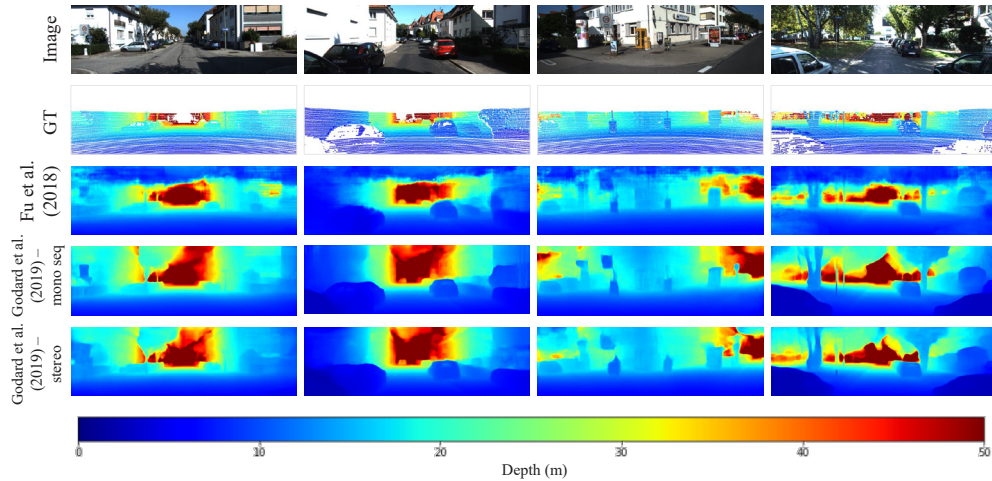 Image
GT
Fu et al.
(2018)
Godard et al.
(2019) –
mono seq
Godard et al.
(2019) –
stereo
0 10 20 30 40 50
Depth (m)